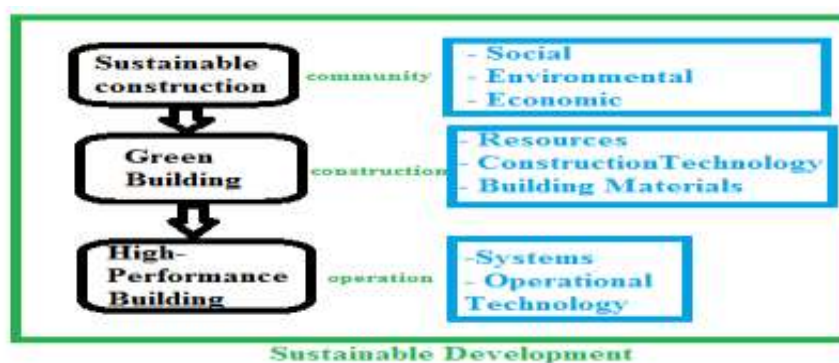 Sustainable
construction
community
- Social
- Environmental
- Economic
Green
Building
construction
- Resources
- ConstructionTechnology
- Building Materials
High-
Performance
Building
operation
-Systems
- Operational
Technology
Sustainable Development